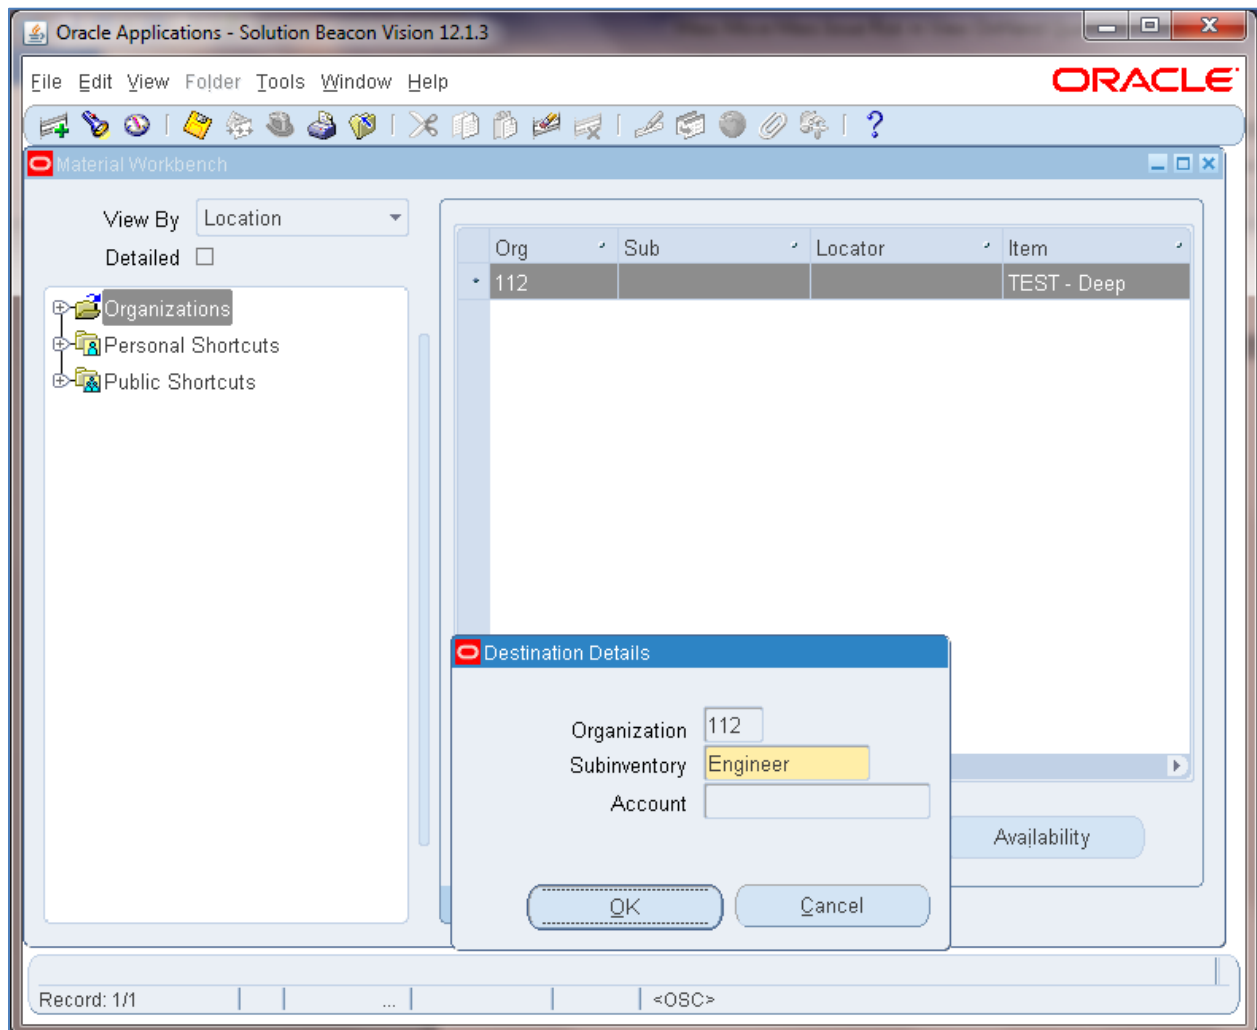 Oracle Applications - Solution Beacon Vision 12.1.3
File Edit View Folder Tools Window Help
ORACLE
Material Workbench
View By Location
Detailed
Organizations
Personal Shortcuts
Public Shortcuts
Org Sub Locator Item
112 TEST - Deep
Destination Details
Organization 112
Subinventory Engineer
Account
Availability
OK Cancel
Record: 1/1 ... <OSC>